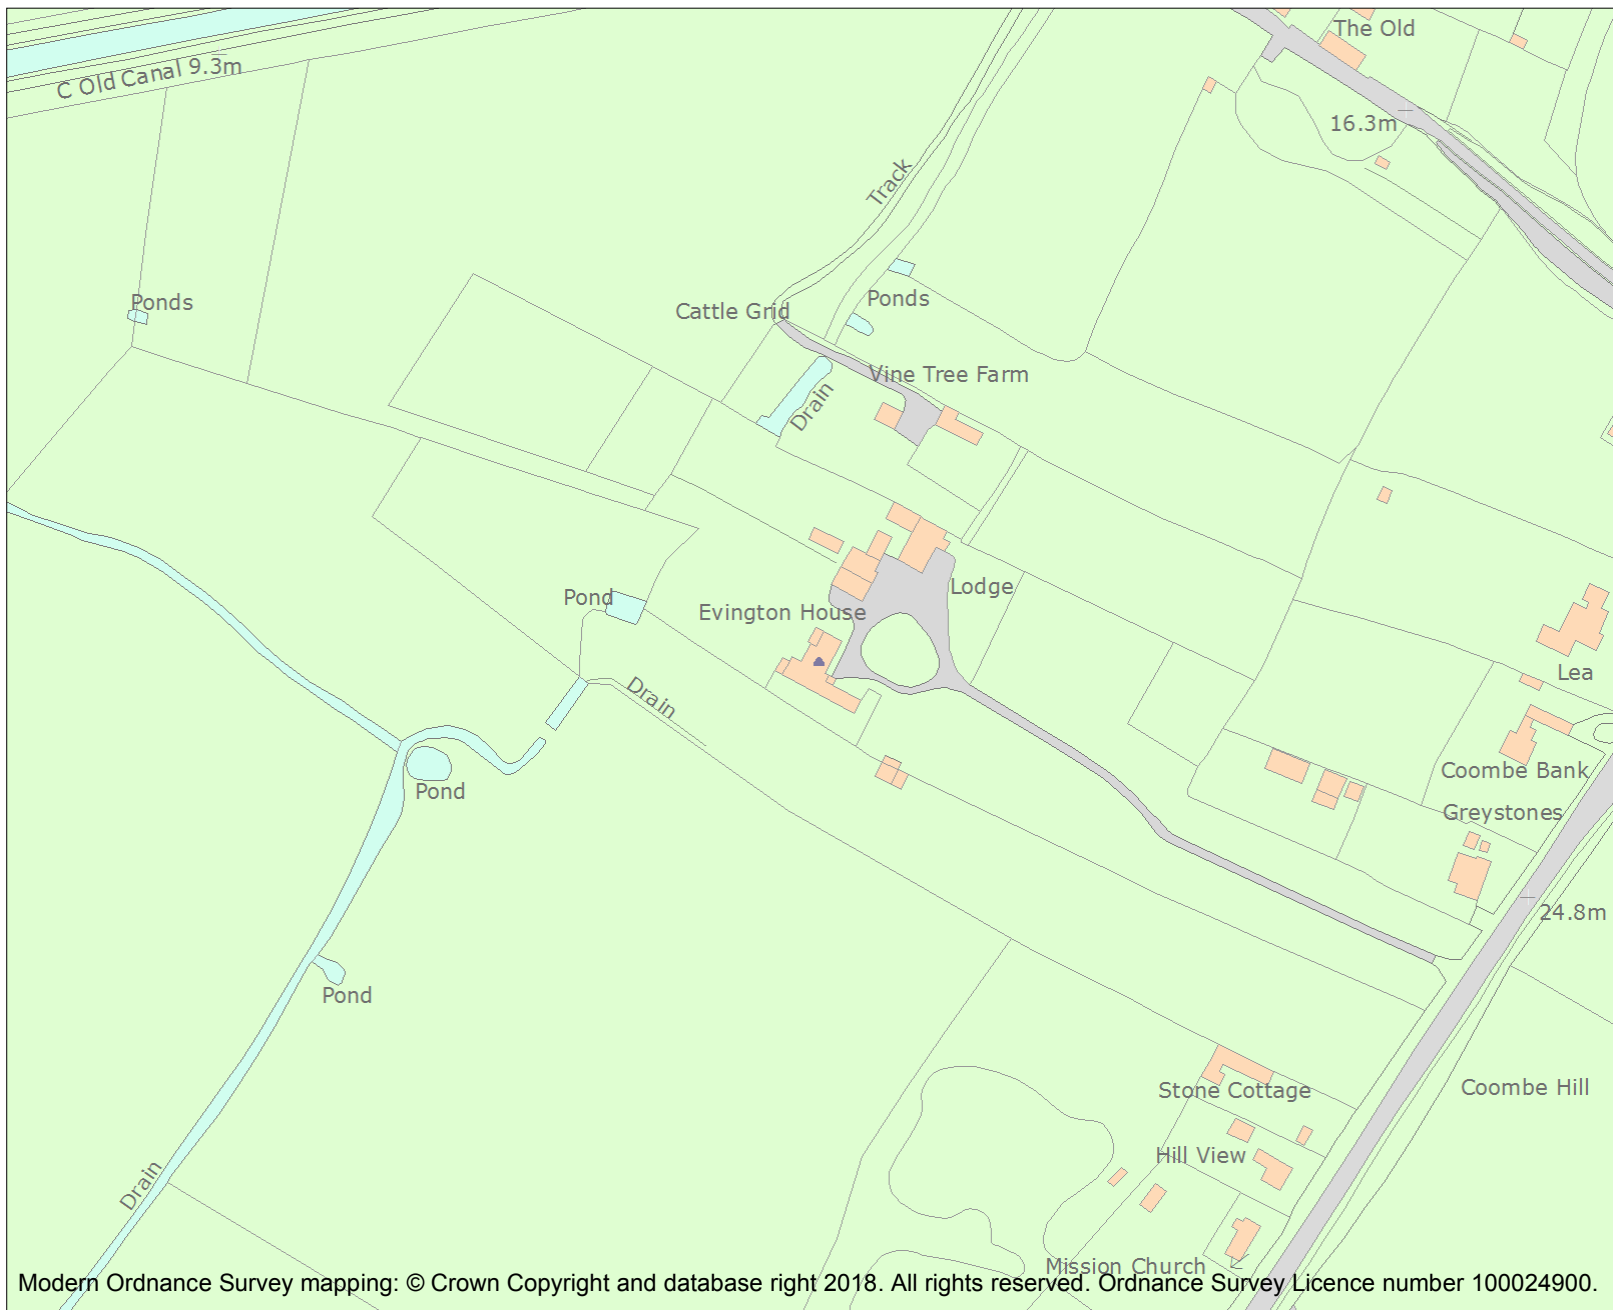 The Old
C Old Canal 9.3m
16.3m
Track
Ponds
Ponds
Cattle Grid
Vine Tree Farm
Drain
Lodge
Pond
Evington House
Lea
Drain
Coombe Bank
Pond
Greystones
24.8m
Pond
Stone Cottage
Coombe Hill
Hill View
Drain
Mission Church
Modern Ordnance Survey mapping: © Crown Copyright and database right 2018. All rights reserved. Ordnance Survey Licence number 100024900.